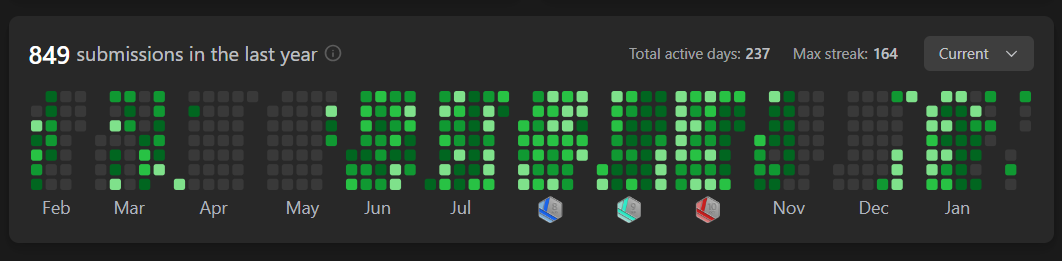 849 submissions in the last year
Total active days: 237
Max streak: 164
Current
Feb
Mar
Apr
May
Jun
Jul
Nov
Dec
Jan